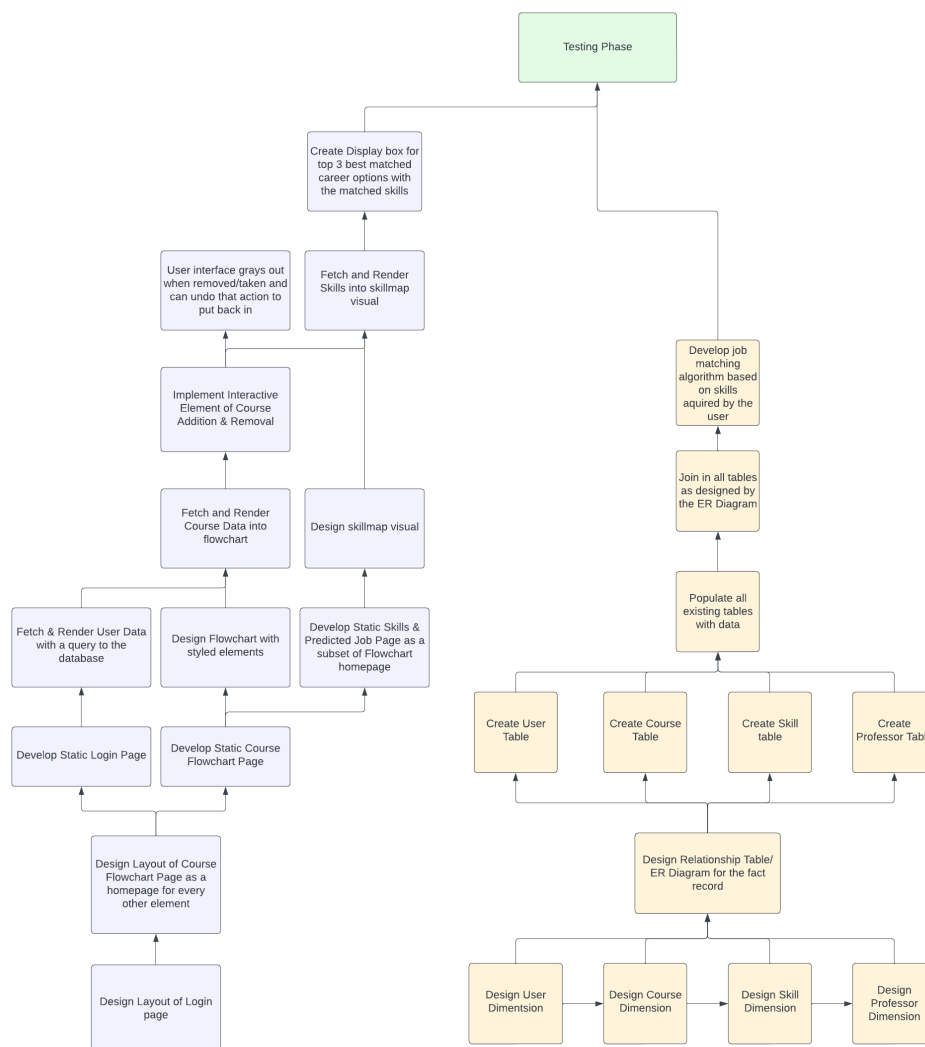 Testing Phase
Create Display box for
top 3 best matched
career options with
the matched skills
User interface grays out
when removed/taken and
can undo that action to
put back in
Fetch and Render
Skills into skillmap
visual
Develop job
matching
algorithm based
on skills
aquired by the
user
Implement Interactive
Element of Course
Addition & Removal
Join in all tables
as designed by
the ER Diagram
Fetch and Render
Course Data into
flowchart
Design skillmap visual
Populate all
existing tables
with data
Fetch & Render User Data
with a query to the
database
Design Flowchart with
styled elements
Develop Static Skills &
Predicted Job Page as a
subset of Flowchart
homepage
Create User
Table
Create Course
Table
Create Skill
table
Create
Professor Tabl
Develop Static Login Page
Develop Static Course
Flowchart Page
Design Layout of Course
Flowchart Page as a
homepage for every
other element
Design Relationship Table/
ER Diagram for the fact
record
Design Layout of Login
page
Design User
Dimentsion
Design Course
Dimension
Design Skill
Dimension
Design
Professor
Dimension